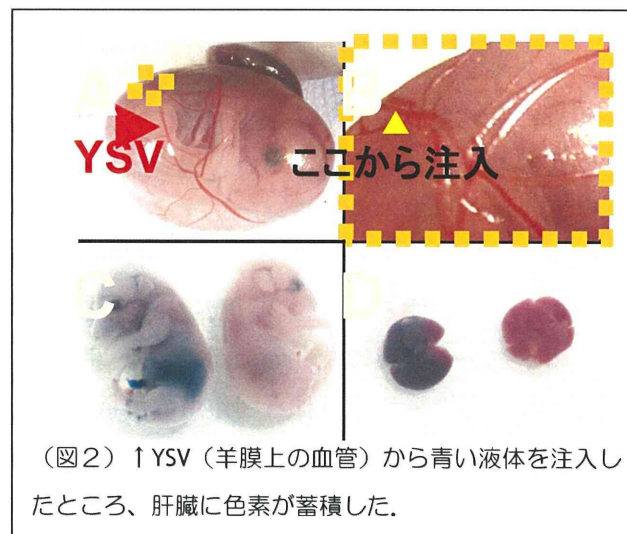 A
B
YSV
ここから注入
C
D
（図２）↑YSV（羊膜上の血管）から青い液体を注入し
たところ、肝臓に色素が蓄積した.